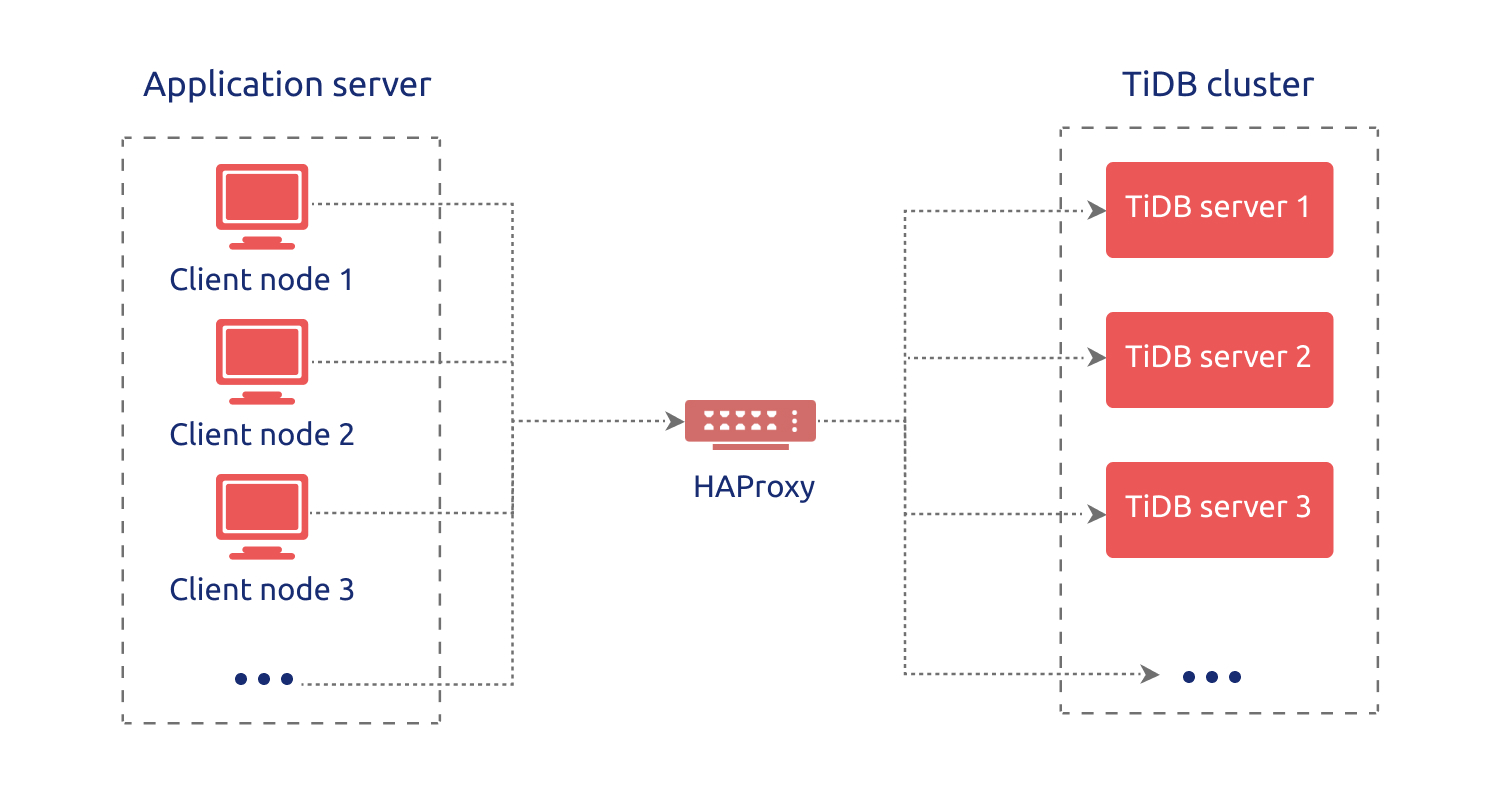 Application server
TiDB cluster
Client node 1
Client node 2
Client node 3
HAProxy
TiDB server 1
TiDB server 2
TiDB server 3